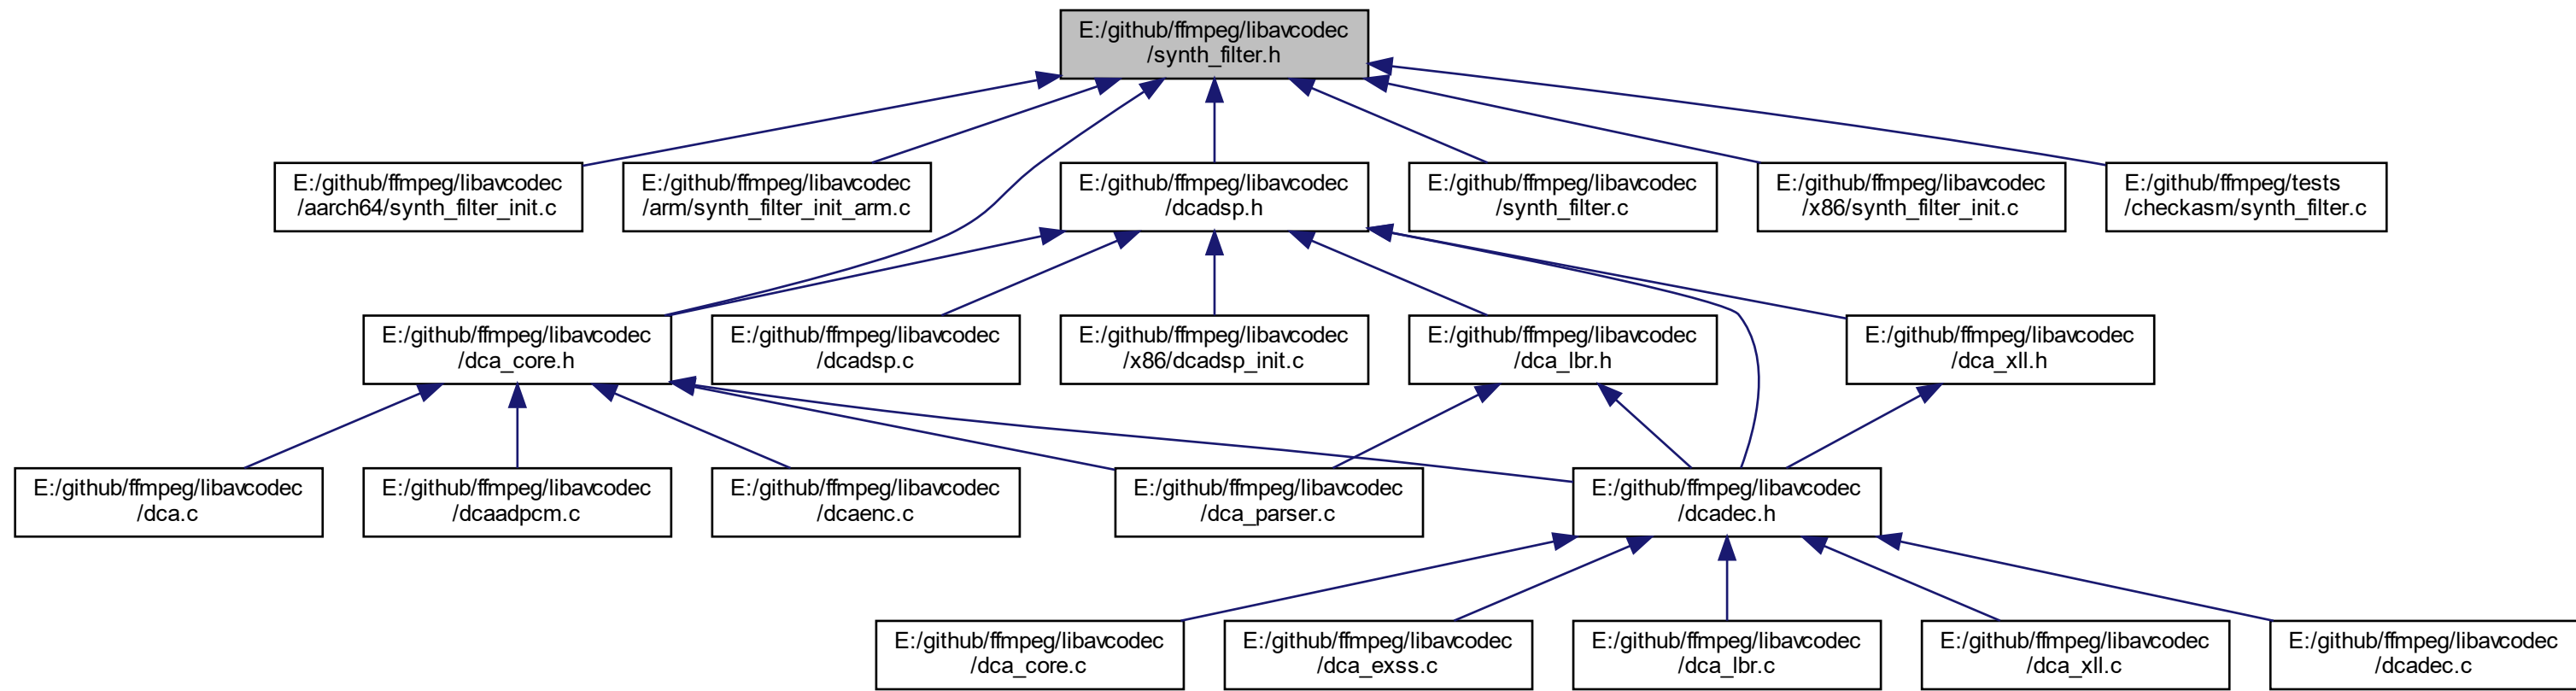 E:/github/ffmpeg/libavcodec
/synth_filter.h
E:/github/ffmpeg/libavcodec
/aarch64/synth_filter_init.c
E:/github/ffmpeg/libavcodec
/arm/synth_filter_init_arm.c
E:/github/ffmpeg/libavcodec
/dcadsp.h
E:/github/ffmpeg/libavcodec
/synth_filter.c
E:/github/ffmpeg/libavcodec
/x86/synth_filter_init.c
E:/github/ffmpeg/tests
/checkasm/synth_filter.c
E:/github/ffmpeg/libavcodec
/dca_core.h
E:/github/ffmpeg/libavcodec
/dcadsp.c
E:/github/ffmpeg/libavcodec
/x86/dcadsp_init.c
E:/github/ffmpeg/libavcodec
/dca_lbr.h
E:/github/ffmpeg/libavcodec
/dca_xll.h
E:/github/ffmpeg/libavcodec
/dca.c
E:/github/ffmpeg/libavcodec
/dcaadpcm.c
E:/github/ffmpeg/libavcodec
/dcaenc.c
E:/github/ffmpeg/libavcodec
/dca_parser.c
E:/github/ffmpeg/libavcodec
/dcadec.h
E:/github/ffmpeg/libavcodec
/dca_core.c
E:/github/ffmpeg/libavcodec
/dca_exss.c
E:/github/ffmpeg/libavcodec
/dca_lbr.c
E:/github/ffmpeg/libavcodec
/dca_xll.c
E:/github/ffmpeg/libavcodec
/dcadec.c